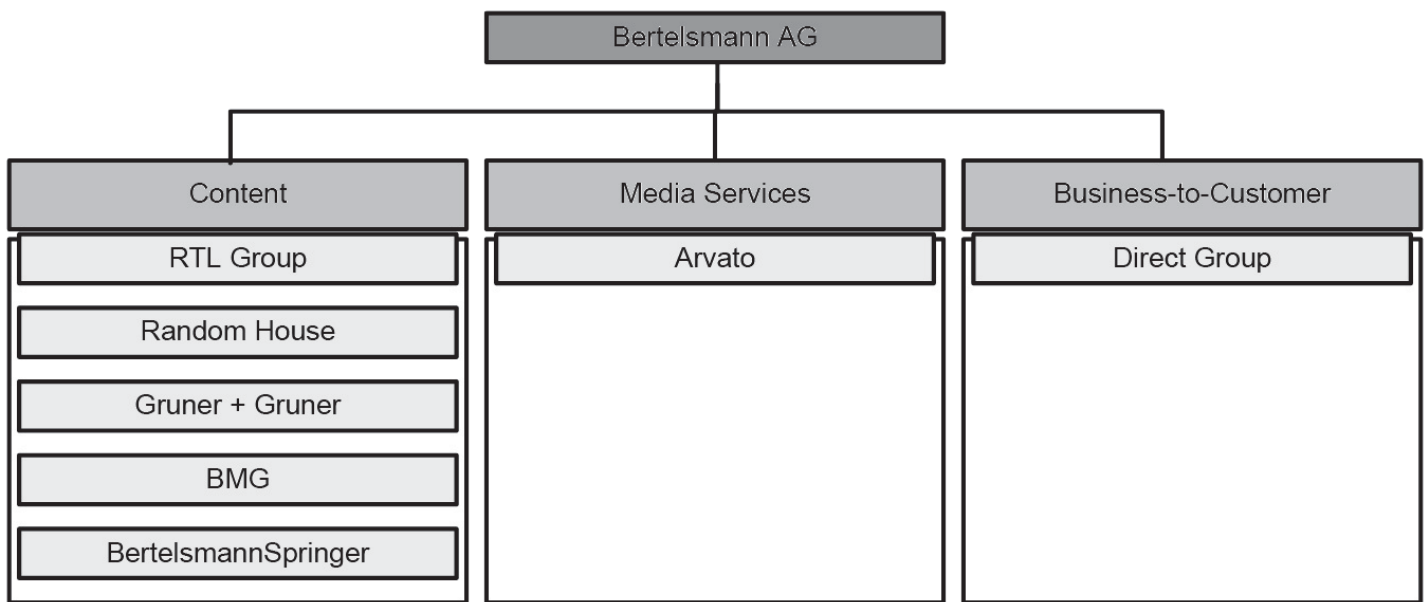 Bertelsmann AG
Content
Media Services
Business-to-Customer
RTL Group
Arvato
Direct Group
Random House
Gruner + Gruner
BMG
BertelsmannSpringer